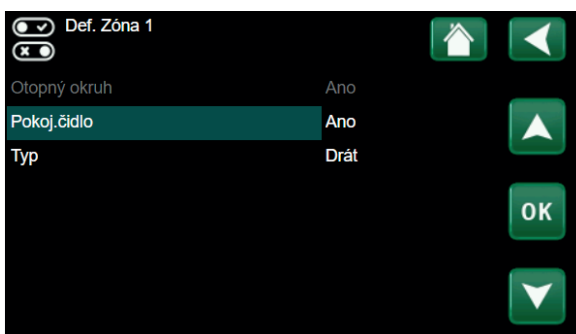 Def. Zóna 1
Otopný okruh Ano
Pokoj.čidlo Ano
Typ Drát
OK